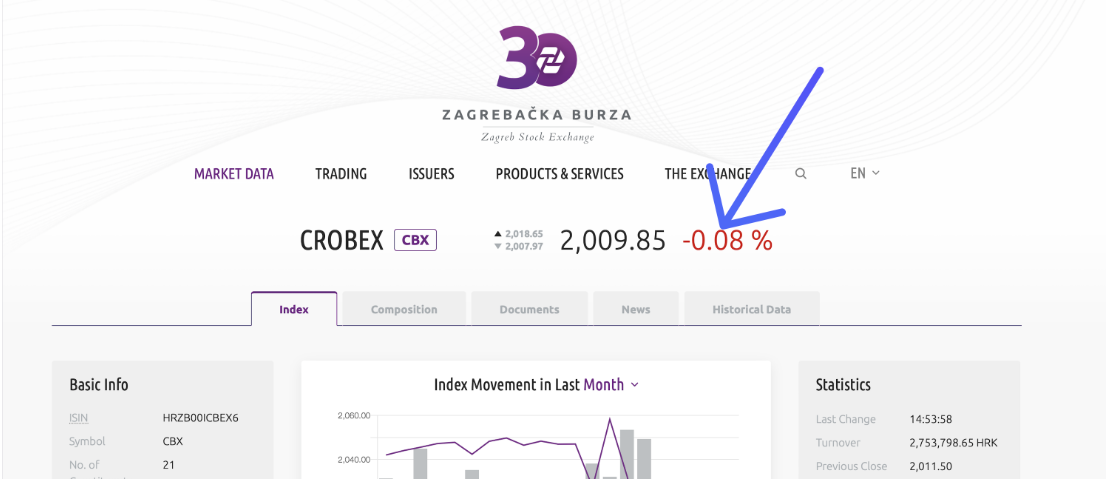 30
ZAGREBAČKA BURZA
Zagreb Stock Exchange
MARKET DATA TRADING ISSUERS PRODUCTS & SERVICES THE EXCHANGE EN
CROBEX CBX ▲ 2,018.65 2,009.85 -0.08 %
▼ 2,007.97
Index Composition Documents News Historical Data
Basic Info
ISIN HRZB00ICBEX6
Symbol CBX
No. of 21
Index Movement in Last Month
2,060.00
2,040.00
Statistics
Last Change 14:53:58
Turnover 2,753,798.65 HRK
Previous Close 2,011.50